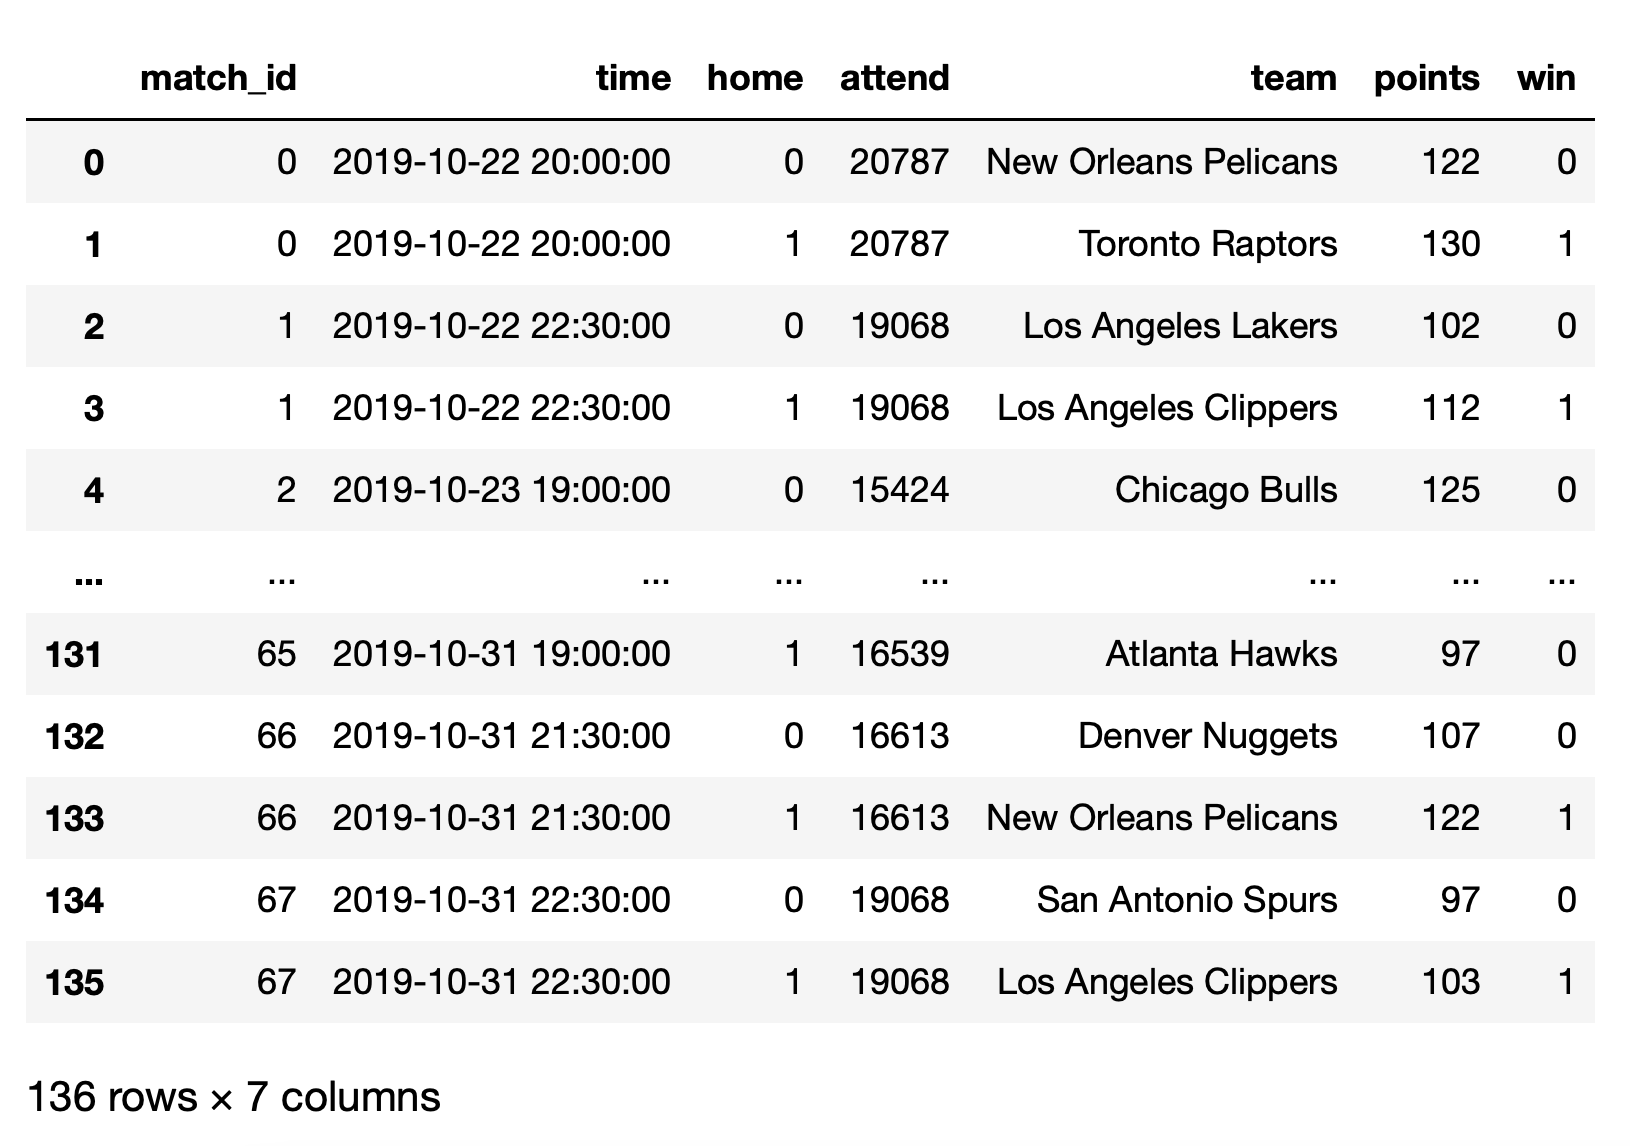 match_id time home attend team points win
0 0 2019-10-22 20:00:00 0 20787 New Orleans Pelicans 122 0
1 0 2019-10-22 20:00:00 1 20787 Toronto Raptors 130 1
2 1 2019-10-22 22:30:00 0 19068 Los Angeles Lakers 102 0
3 1 2019-10-22 22:30:00 1 19068 Los Angeles Clippers 112 1
4 2 2019-10-23 19:00:00 0 15424 Chicago Bulls 125 0
... ... ... ... ... ... ... ...
131 65 2019-10-31 19:00:00 1 16539 Atlanta Hawks 97 0
132 66 2019-10-31 21:30:00 0 16613 Denver Nuggets 107 0
133 66 2019-10-31 21:30:00 1 16613 New Orleans Pelicans 122 1
134 67 2019-10-31 22:30:00 0 19068 San Antonio Spurs 97 0
135 67 2019-10-31 22:30:00 1 19068 Los Angeles Clippers 103 1
136 rows × 7 columns